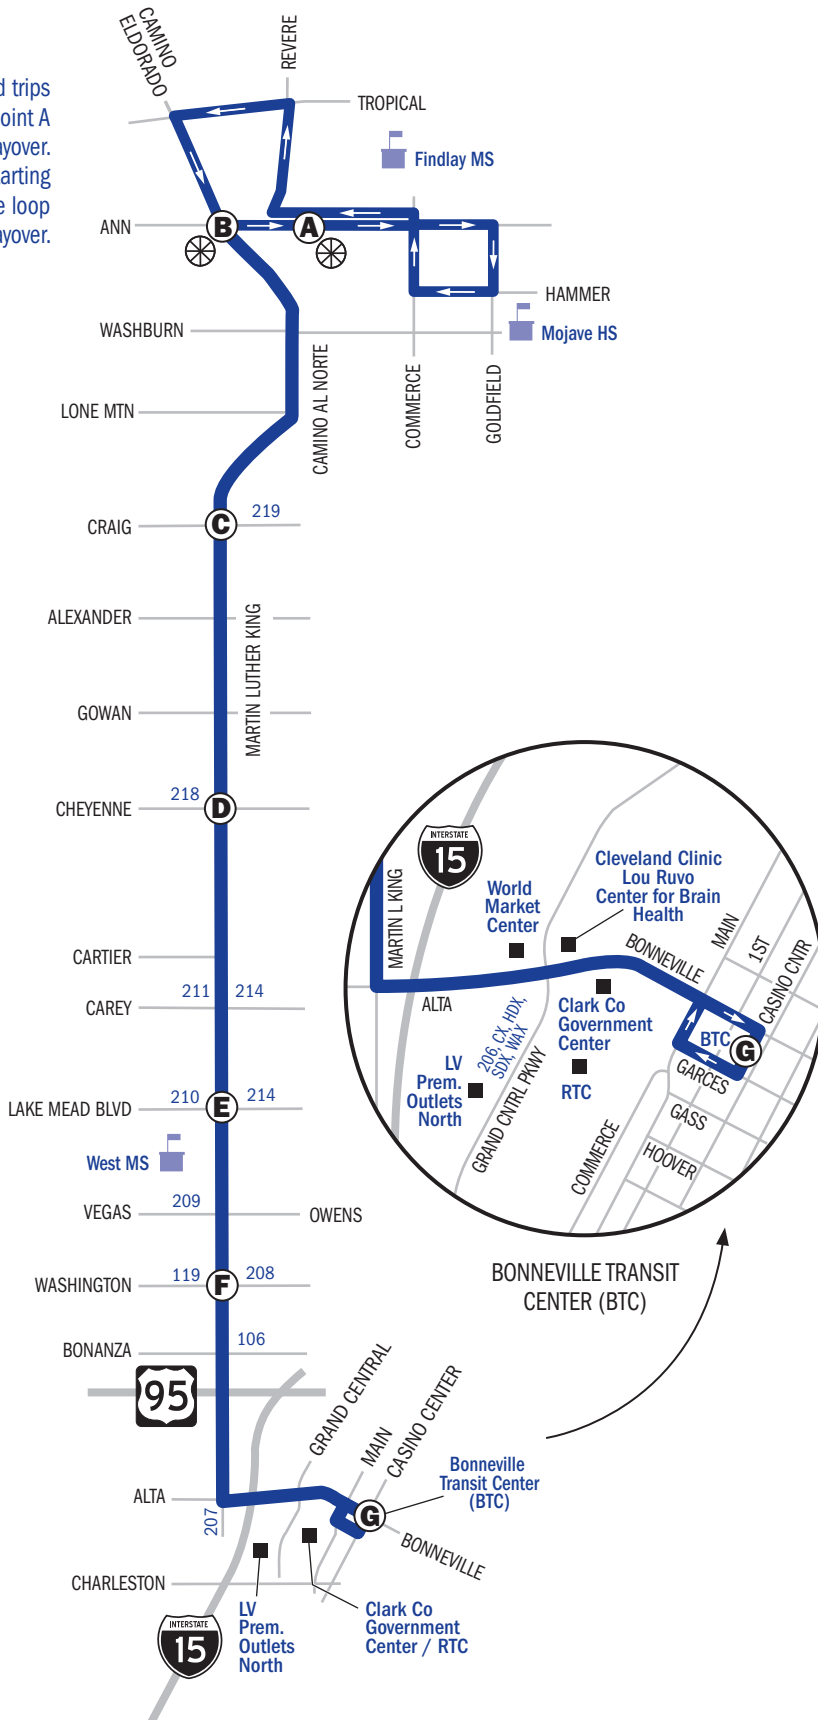 CAMINO
ELDORADO
REVERE
TROPICAL
d trips
oint A
ayover.
arting
e loop
ayover.
Findlay MS
ANN
B
A
HAMMER
WASHBURN
Mojave HS
LONE MTN
CAMINO AL NORTE
COMMERCE
GOLDFIELD
CRAIG
C
219
ALEXANDER
MARTIN LUTHER KING
GOWAN
CHEYENNE
218
D
CARTIER
CAREY
211
214
LAKE MEAD BLVD
210
E
214
West MS
VEGAS
209
OWENS
WASHINGTON
119
F
208
BONANZA
106
95
GRAND CENTRAL
MAIN
CASINO CENTER
ALTA
207
G
Bonneville
Transit Center
(BTC)
BONNEVILLE
CHARLESTON
INTERSTATE
15
LV
Prem.
Outlets
North
Clark Co
Government
Center / RTC
INTERSTATE
15
MARTIN L KING
World
Market
Center
Cleveland Clinic
Lou Ruvo
Center for Brain
Health
BONNEVILLE
MAIN
1ST
CASINO CNTR
ALTA
206, CX, HDX,
SDX, WAX
Clark Co
Government
Center
BTC
G
LV
Prem.
Outlets
North
RTC
GRAND CNTRL PKWY
GARCES
GASS
HOOVER
COMMERCE
BONNEVILLE TRANSIT
CENTER (BTC)